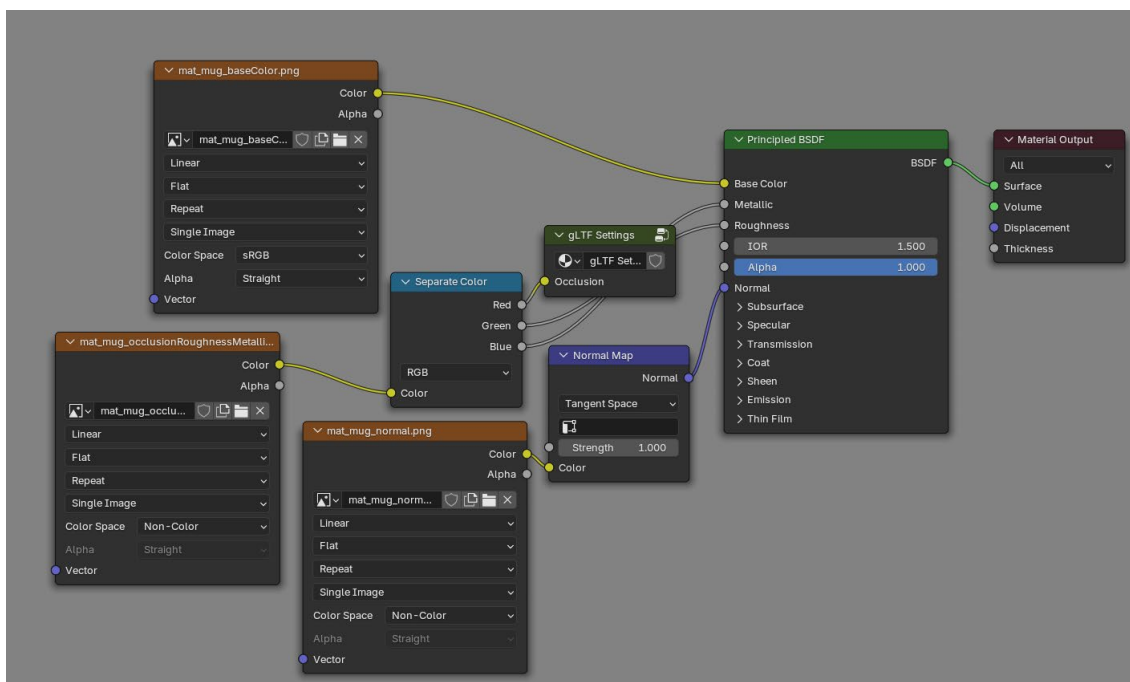 mat_mug_baseColor.png
Color
Alpha
mat_mug_baseC...
Linear
Flat
Repeat
Single Image
Color Space sRGB
Alpha Straight
Vector
mat_mug_occlusionRoughnessMetalli...
Color
Alpha
mat_mug_occlu...
Linear
Flat
Repeat
Single Image
Color Space Non-Color
Alpha Straight
Vector
Separate Color
Red
Green
Blue
RGB
Color
mat_mug_normal.png
Color
Alpha
mat_mug_norm...
Linear
Flat
Repeat
Single Image
Color Space Non-Color
Alpha Straight
Vector
gLTF Settings
gLTF Set...
Occlusion
Normal Map
Normal
Tangent Space
Strength 1.000
Color
Principled BSDF
BSDF
Base Color
Metallic
Roughness
IOR 1.500
Alpha 1.000
Normal
Subsurface
Specular
Transmission
Coat
Sheen
Emission
Thin Film
Material Output
All
Surface
Volume
Displacement
Thickness